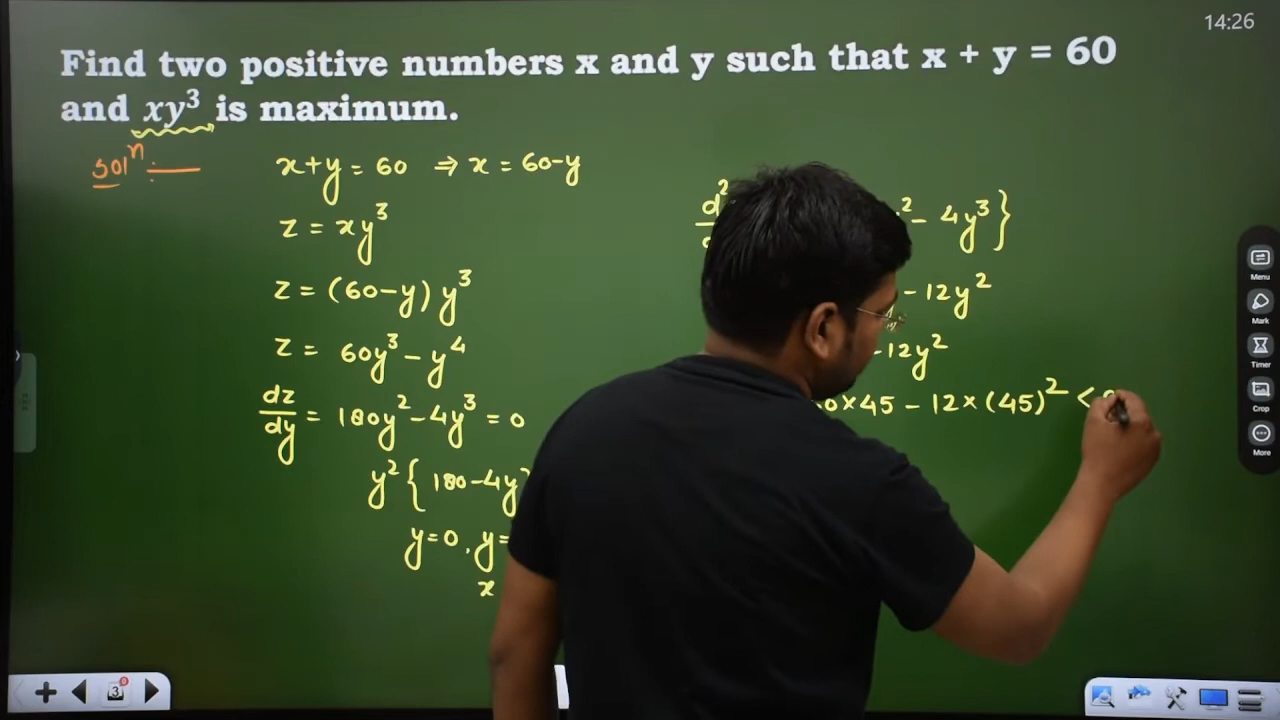 14:26
Find two positive numbers x and y such that x + y = 60
and xy³ is maximum.
Solⁿ:—
x+y = 60 ⇒ x = 60-y
z = xy³
z = (60-y) y³
z = 60y³ - y⁴
dz/dy = 180y² - 4y³ = 0
y² { 180 - 4y
y=0, y=
x
d²
² - 4y³}
- 12y²
-12y²
0×45 - 12×(45)² <
Menu
Mark
Timer
Crop
More
3